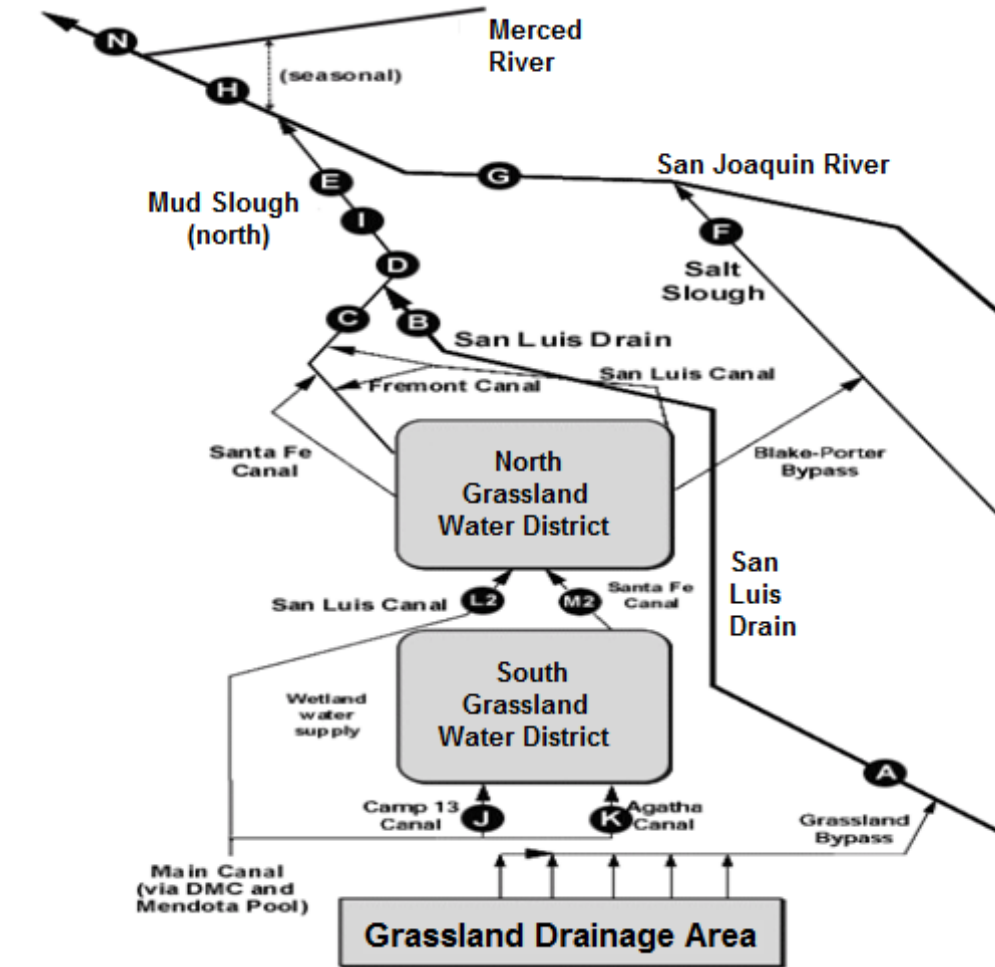 Merced
River
N
(seasonal)
H
San Joaquin River
G
E
Mud Slough
(north)
I
F
D
Salt
Slough
C
B
San Luis Drain
San Luis Canal
Fremont Canal
Santa Fe
Canal
North
Grassland
Water District
Blake-Porter
Bypass
San
Luis
Drain
San Luis Canal
L2
M2
Santa Fe
Canal
South
Grassland
Water District
Wetland
water
supply
A
Camp 13
Canal
J
K
Agatha
Canal
Grassland
Bypass
Main Canal
(via DMC and
Mendota Pool)
Grassland Drainage Area